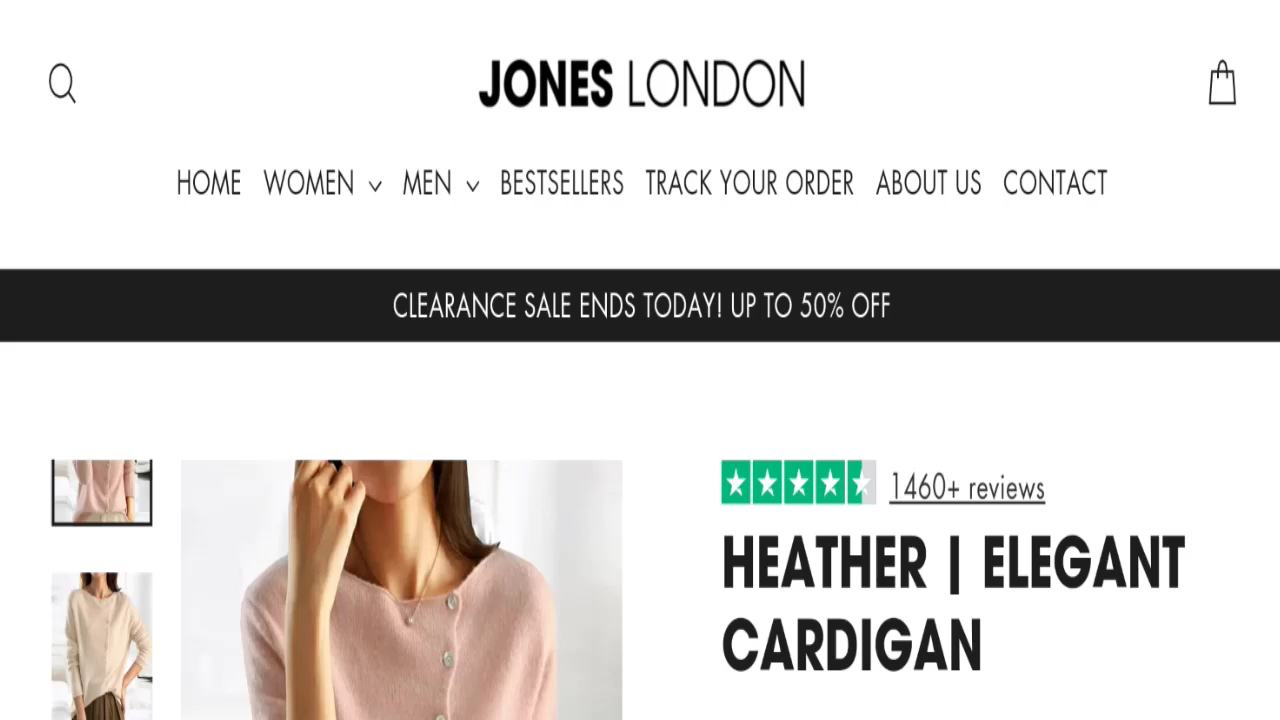 JONES LONDON
HOME WOMEN MEN BESTSELLERS TRACK YOUR ORDER ABOUT US CONTACT
CLEARANCE SALE ENDS TODAY! UP TO 50% OFF
1460+ reviews
HEATHER | ELEGANT
CARDIGAN